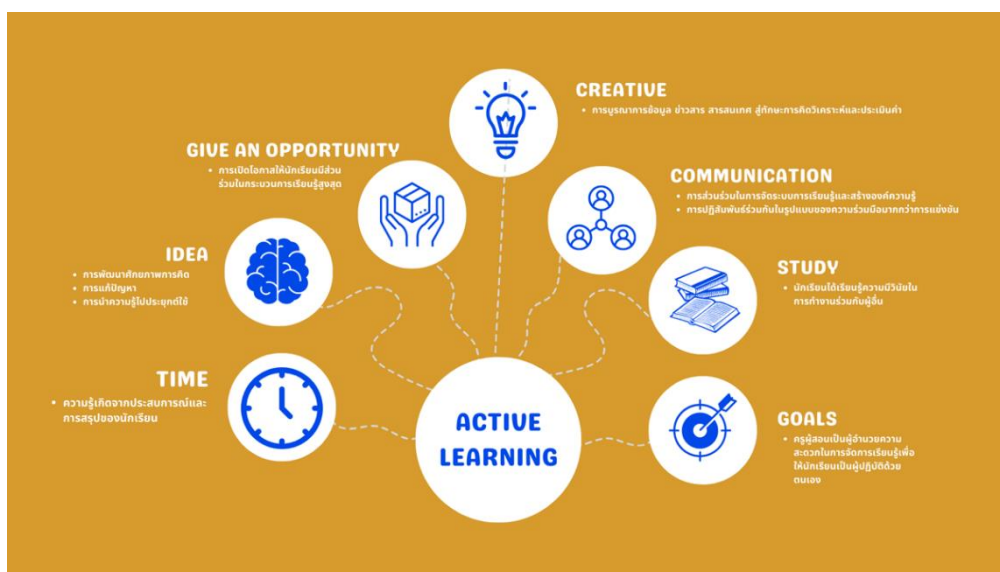 CREATIVE
• การบูรณาการข้อมูล ข่าวสาร สารสนเทศ สู่ทักษะการคิดวิเคราะห์และประเมินค่า
GIVE AN OPPORTUNITY
• การเปิดโอกาสให้นักเรียนมีส่วน
ร่วมในกระบวนการเรียนรู้สูงสุด
COMMUNICATION
• การส่วนร่วมในการจัดระบบการเรียนรู้และสร้างองค์ความรู้
• การปฏิสัมพันธ์ร่วมกันในรูปแบบของความร่วมมือมากกว่าการแข่งขัน
IDEA
• การพัฒนาศักยภาพการคิด
• การแก้ปัญหา
• การนำความรู้ไปประยุกต์ใช้
STUDY
• นักเรียนได้เรียนรู้ความมีวินัยใน
การทำงานร่วมกับผู้อื่น
TIME
• ความรู้เกิดจากประสบการณ์และ
การสรุปของนักเรียน
ACTIVE
LEARNING
GOALS
• ครูผู้สอนเป็นผู้อำนวยความ
สะดวกในการจัดการเรียนรู้เพื่อ
ให้นักเรียนเป็นผู้ปฏิบัติด้วย
ตนเอง